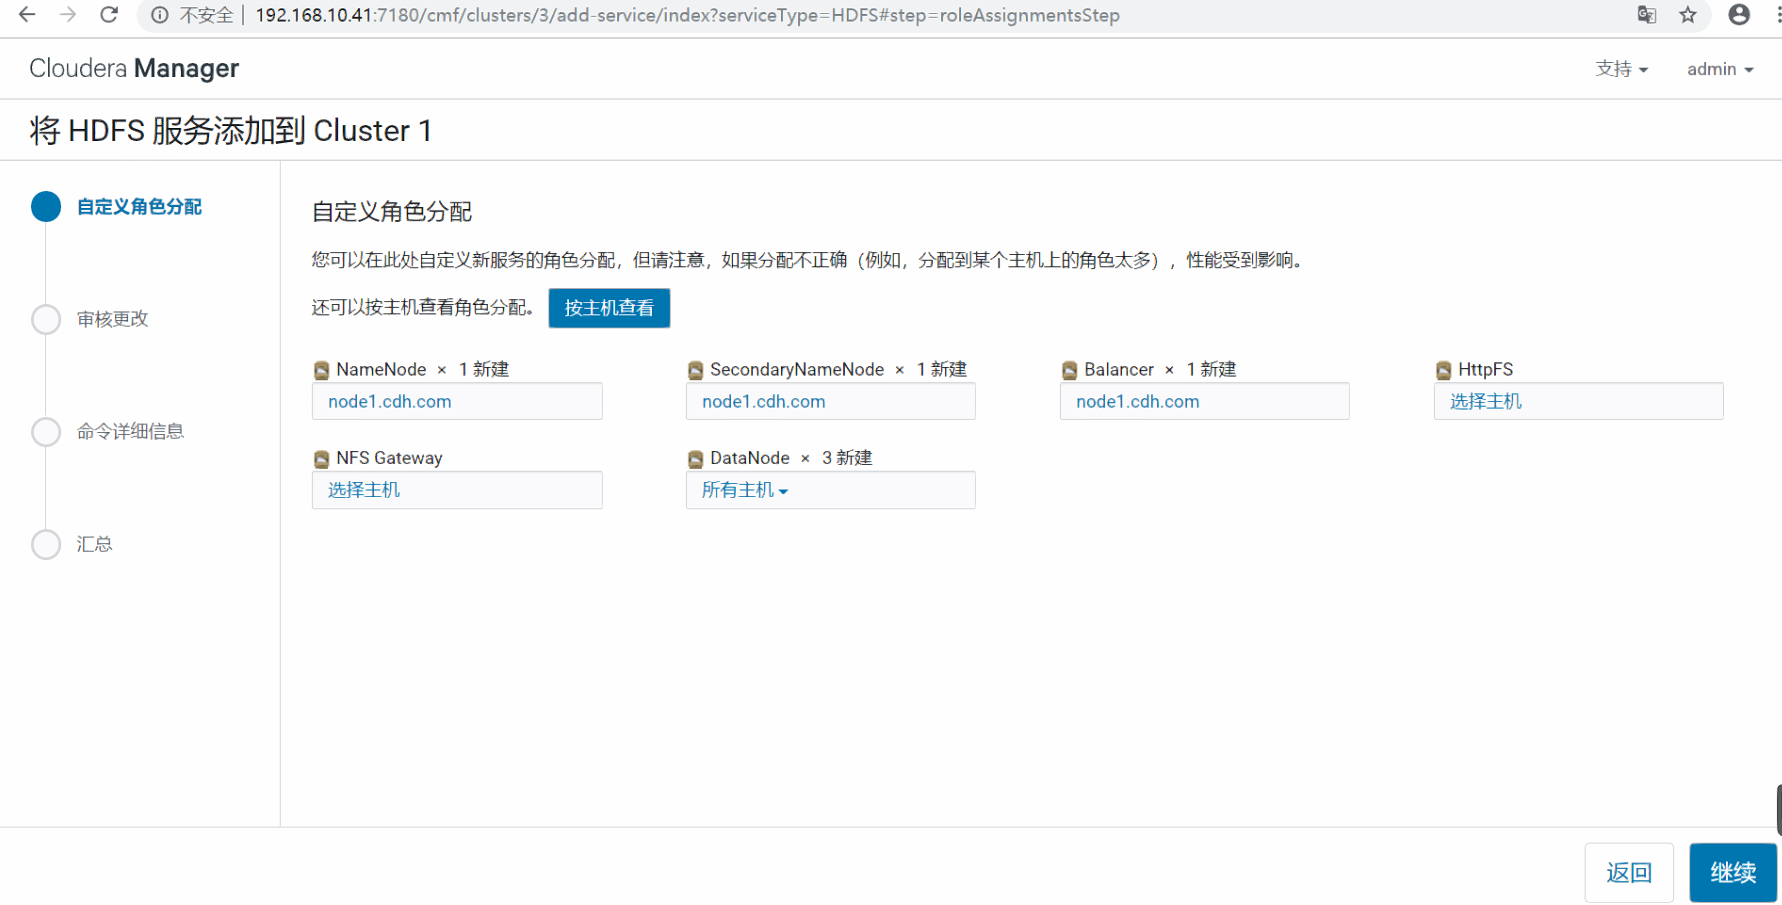 不安全 | 192.168.10.41:7180/cmf/clusters/3/add-service/index?serviceType=HDFS#step=roleAssignmentsStep
Cloudera Manager
支持
admin
将 HDFS 服务添加到 Cluster 1
自定义角色分配
审核更改
命令详细信息
汇总
自定义角色分配
您可以在此处自定义新服务的角色分配，但请注意，如果分配不正确（例如，分配到某个主机上的角色太多），性能受到影响。
还可以按主机查看角色分配。 按主机查看
NameNode × 1 新建
node1.cdh.com
SecondaryNameNode × 1 新建
node1.cdh.com
Balancer × 1 新建
node1.cdh.com
HttpFS
选择主机
NFS Gateway
选择主机
DataNode × 3 新建
所有主机
返回
继续